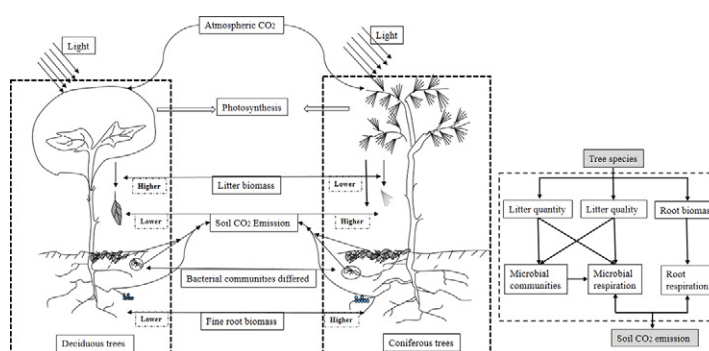 Atmospheric CO2
Light
Light
Photosynthesis
Higher
Litter biomass
Lower
Lower
Soil CO2 Emission
Higher
Bacterial communities differed
Lower
Fine root biomass
Higher
Deciduous trees
Coniferous trees
Tree species
Litter quantity
Litter quality
Root biomass
Microbial
communities
Microbial
respiration
Root
respiration
Soil CO2 emission